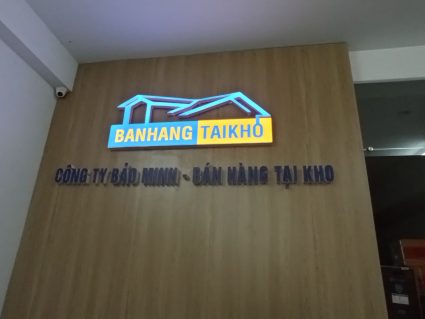 BANHANG TAIKHO
CÔNG TY BẢO MINH - BÁN HÀNG TẠI KHO